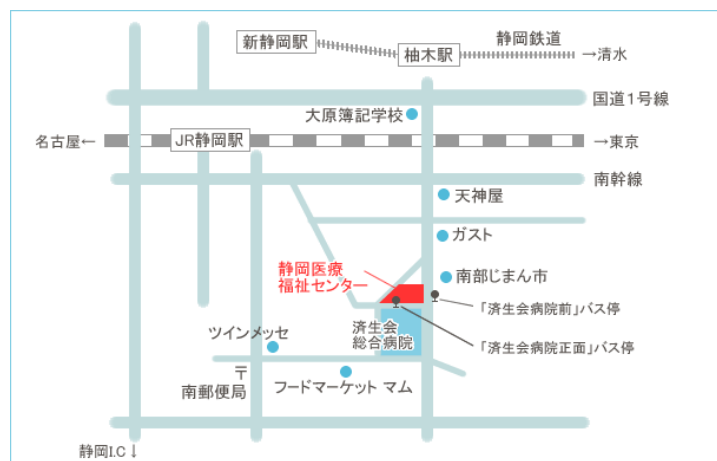 静岡鉄道
新静岡駅
柚木駅
→清水
国道1号線
大原簿記学校
名古屋←
JR静岡駅
→東京
南幹線
天神屋
ガスト
静岡医療
福祉センター
南部じまん市
「済生会病院前」バス停
済生会
総合病院
「済生会病院正面」バス停
ツインメッセ
〒
南郵便局
フードマーケット マム
静岡I.C↓